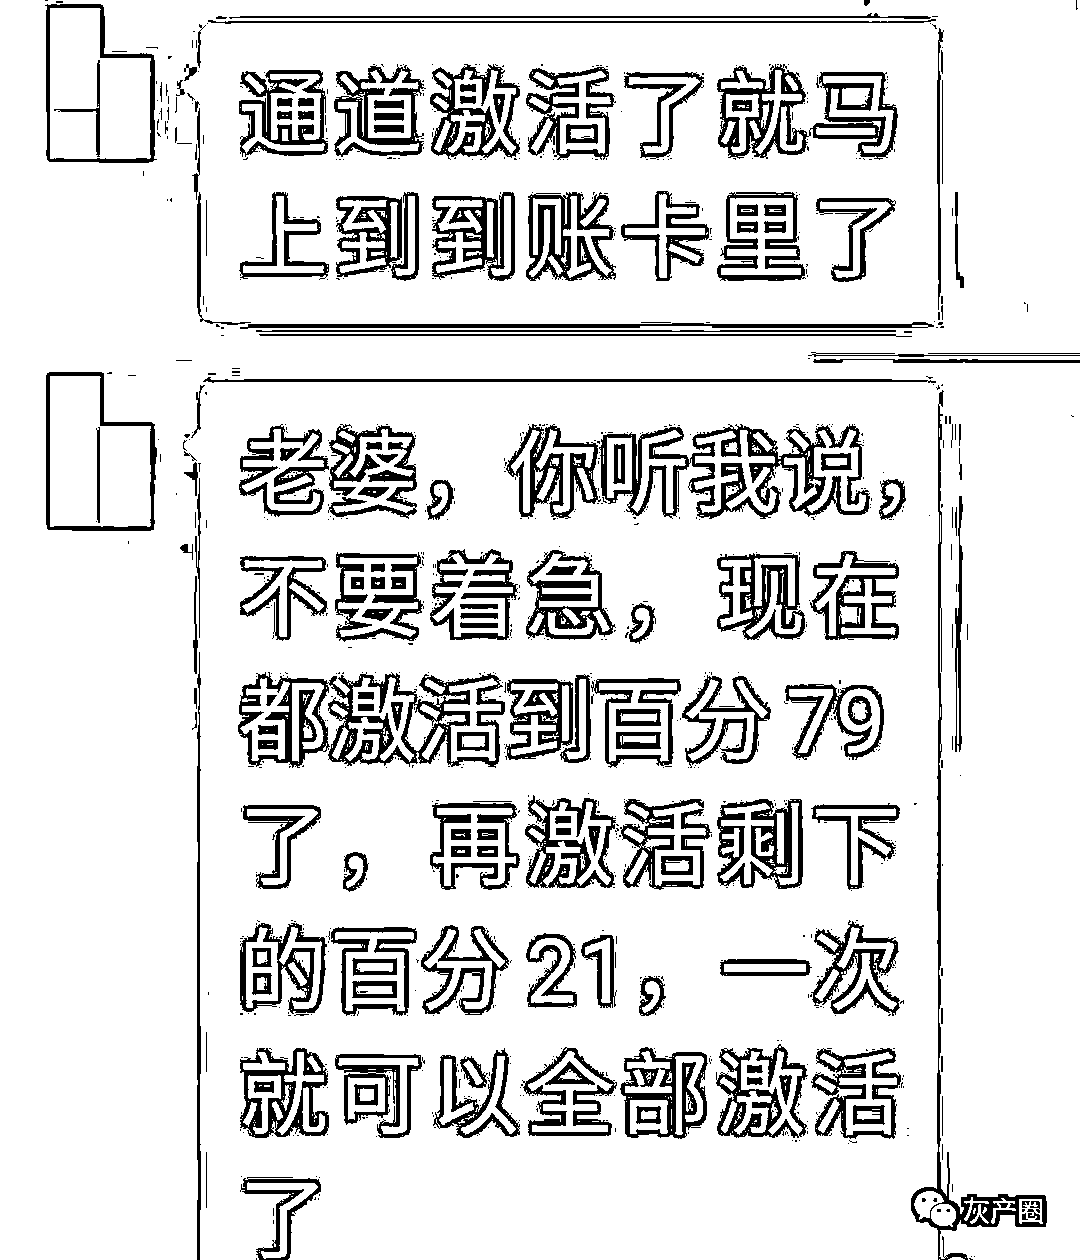 通道激活了就马
上到到账卡里了
老婆，你听我说，
不要着急，现在
都激活到百分79
了，再激活剩下
的百分21，一次
就可以全部激活
了
灰产圈